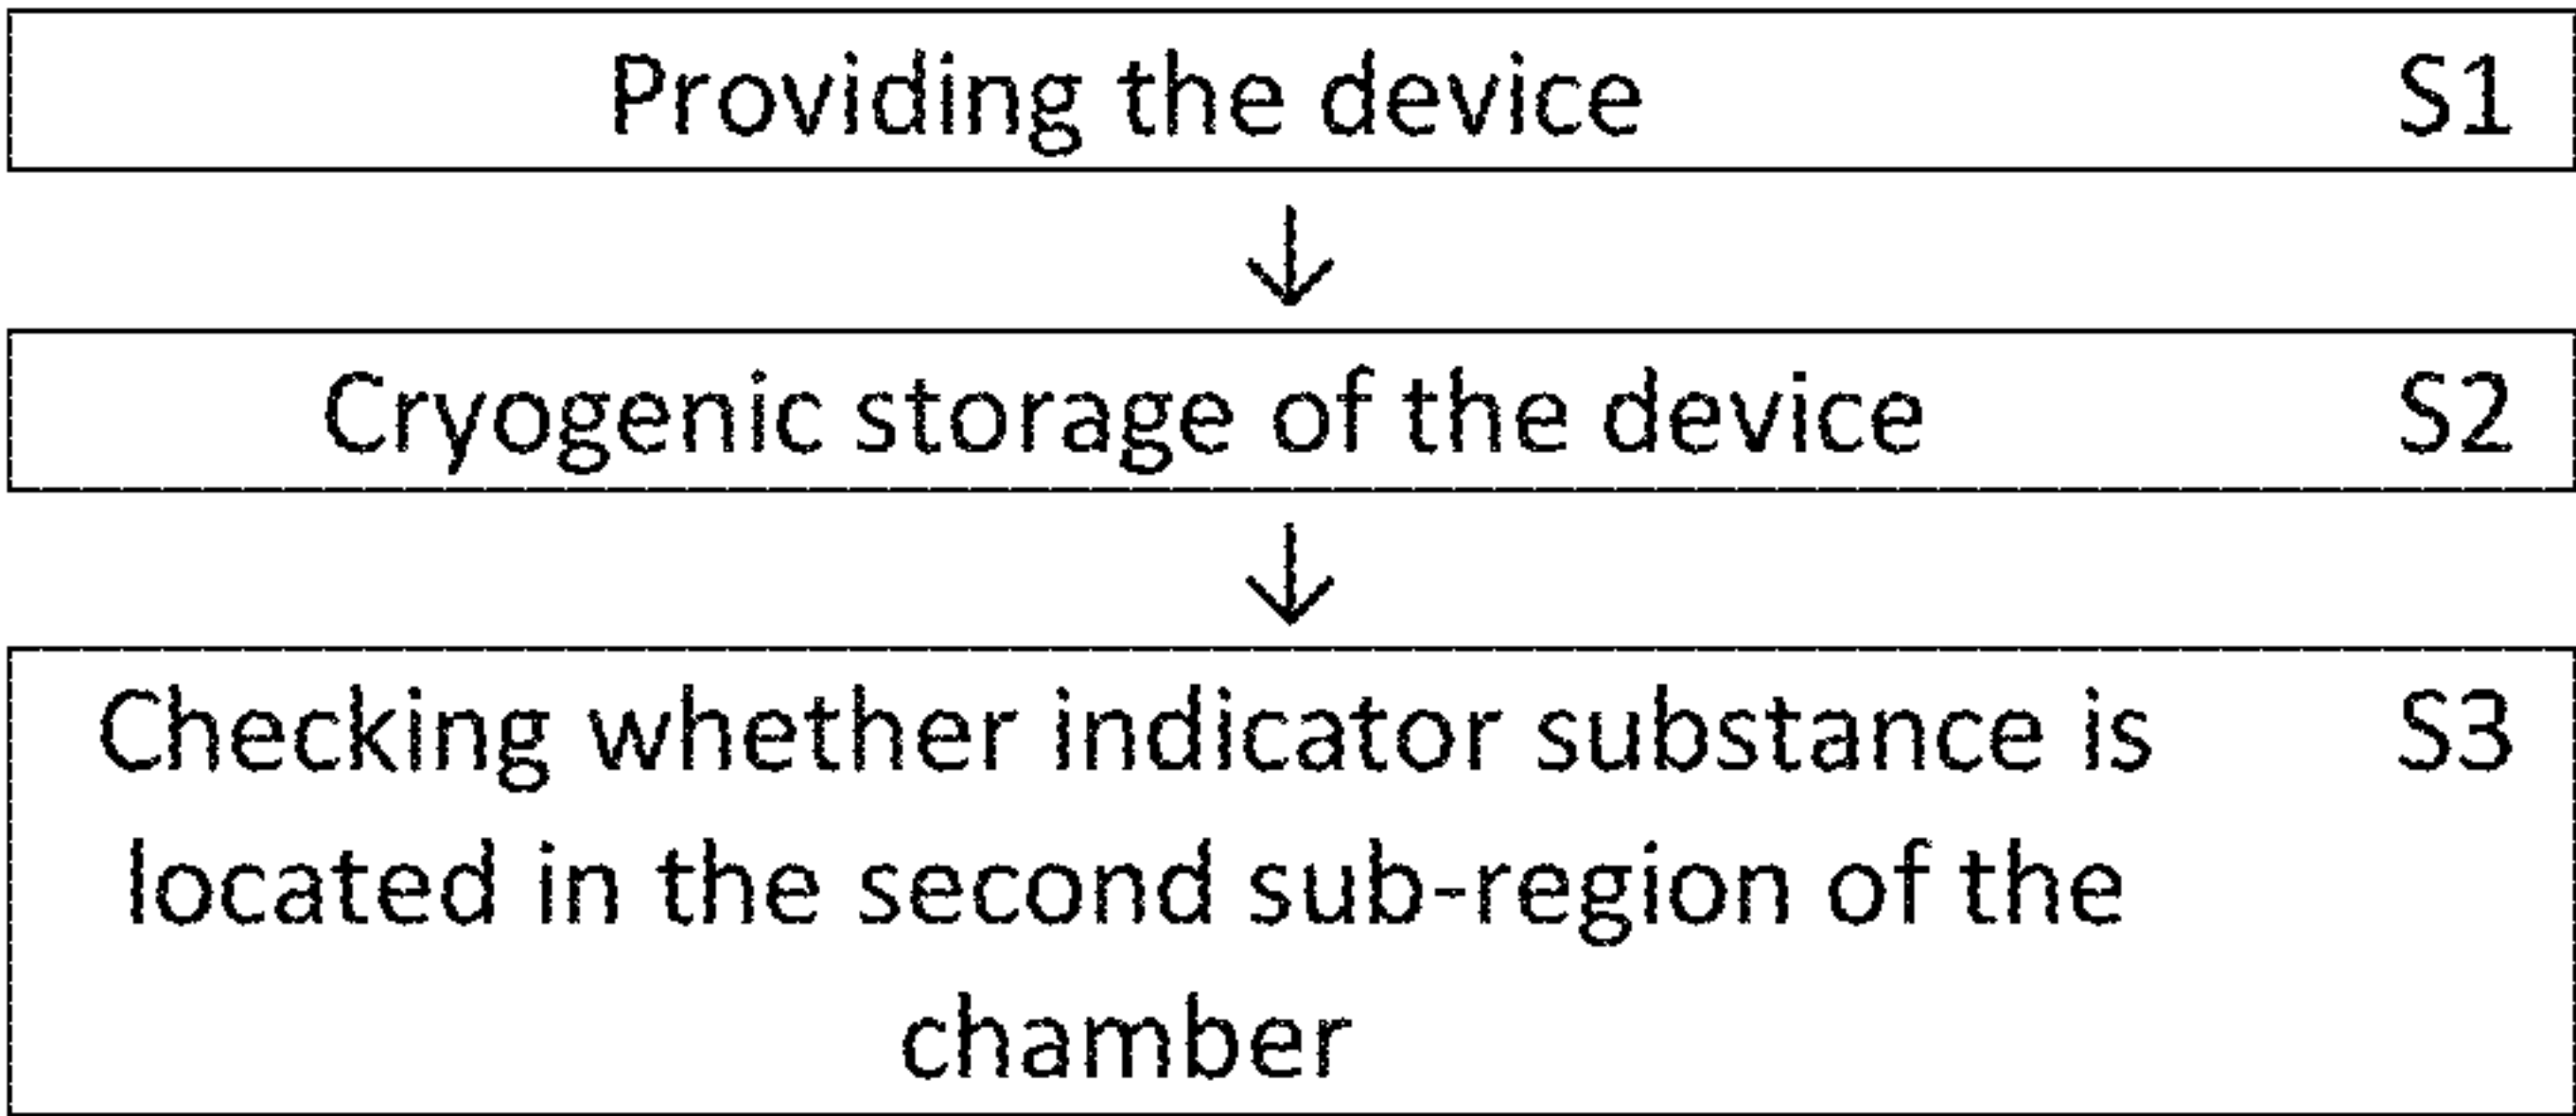 Providing the device S1
Cryogenic storage of the device S2
Checking whether indicator substance is S3
located in the second sub-region of the
chamber